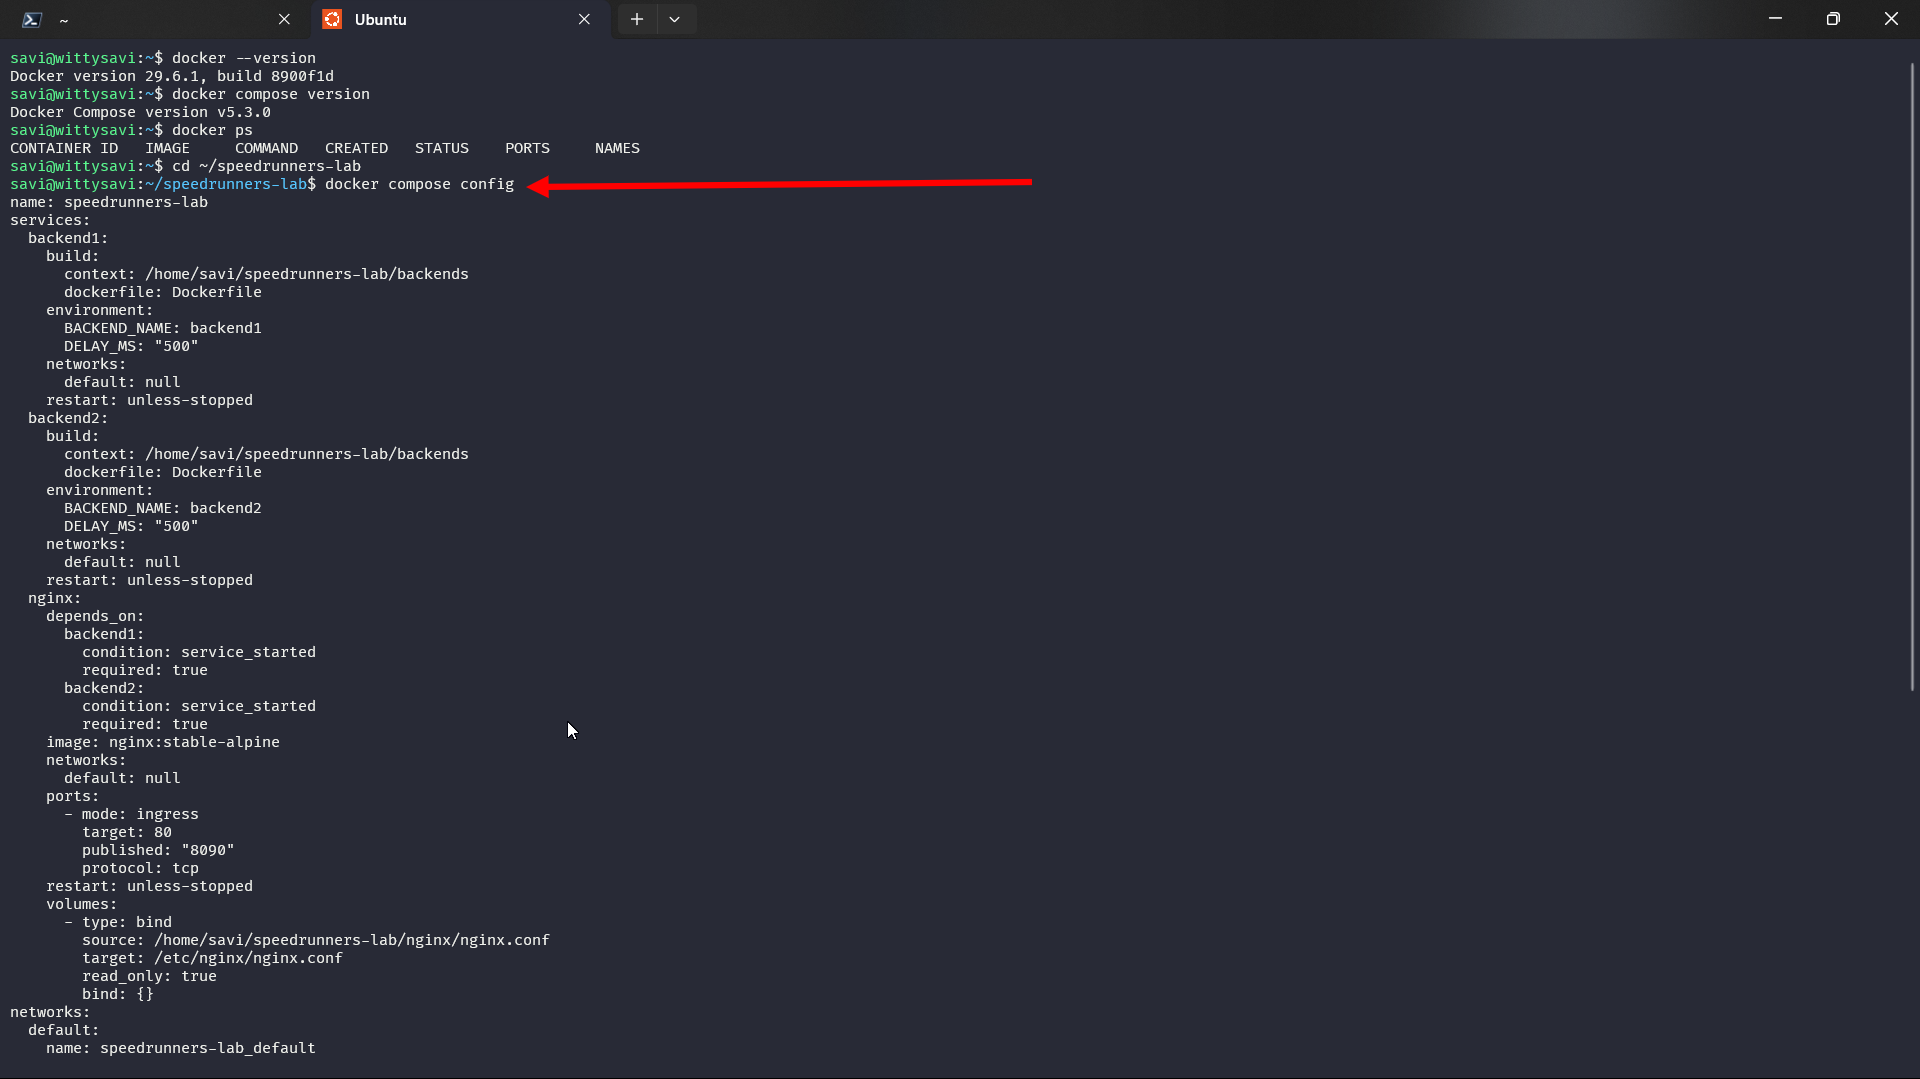 ~
Ubuntu
savi@wittysavi:~$ docker --version
Docker version 29.6.1, build 8900f1d
savi@wittysavi:~$ docker compose version
Docker Compose version v5.3.0
savi@wittysavi:~$ docker ps
CONTAINER ID   IMAGE     COMMAND   CREATED   STATUS    PORTS     NAMES
savi@wittysavi:~$ cd ~/speedrunners-lab
savi@wittysavi:~/speedrunners-lab$ docker compose config
name: speedrunners-lab
services:
  backend1:
    build:
      context: /home/savi/speedrunners-lab/backends
      dockerfile: Dockerfile
    environment:
      BACKEND_NAME: backend1
      DELAY_MS: "500"
    networks:
      default: null
    restart: unless-stopped
  backend2:
    build:
      context: /home/savi/speedrunners-lab/backends
      dockerfile: Dockerfile
    environment:
      BACKEND_NAME: backend2
      DELAY_MS: "500"
    networks:
      default: null
    restart: unless-stopped
  nginx:
    depends_on:
      backend1:
        condition: service_started
        required: true
      backend2:
        condition: service_started
        required: true
    image: nginx:stable-alpine
    networks:
      default: null
    ports:
      - mode: ingress
        target: 80
        published: "8090"
        protocol: tcp
    restart: unless-stopped
    volumes:
      - type: bind
        source: /home/savi/speedrunners-lab/nginx/nginx.conf
        target: /etc/nginx/nginx.conf
        read_only: true
        bind: {}
networks:
  default:
    name: speedrunners-lab_default